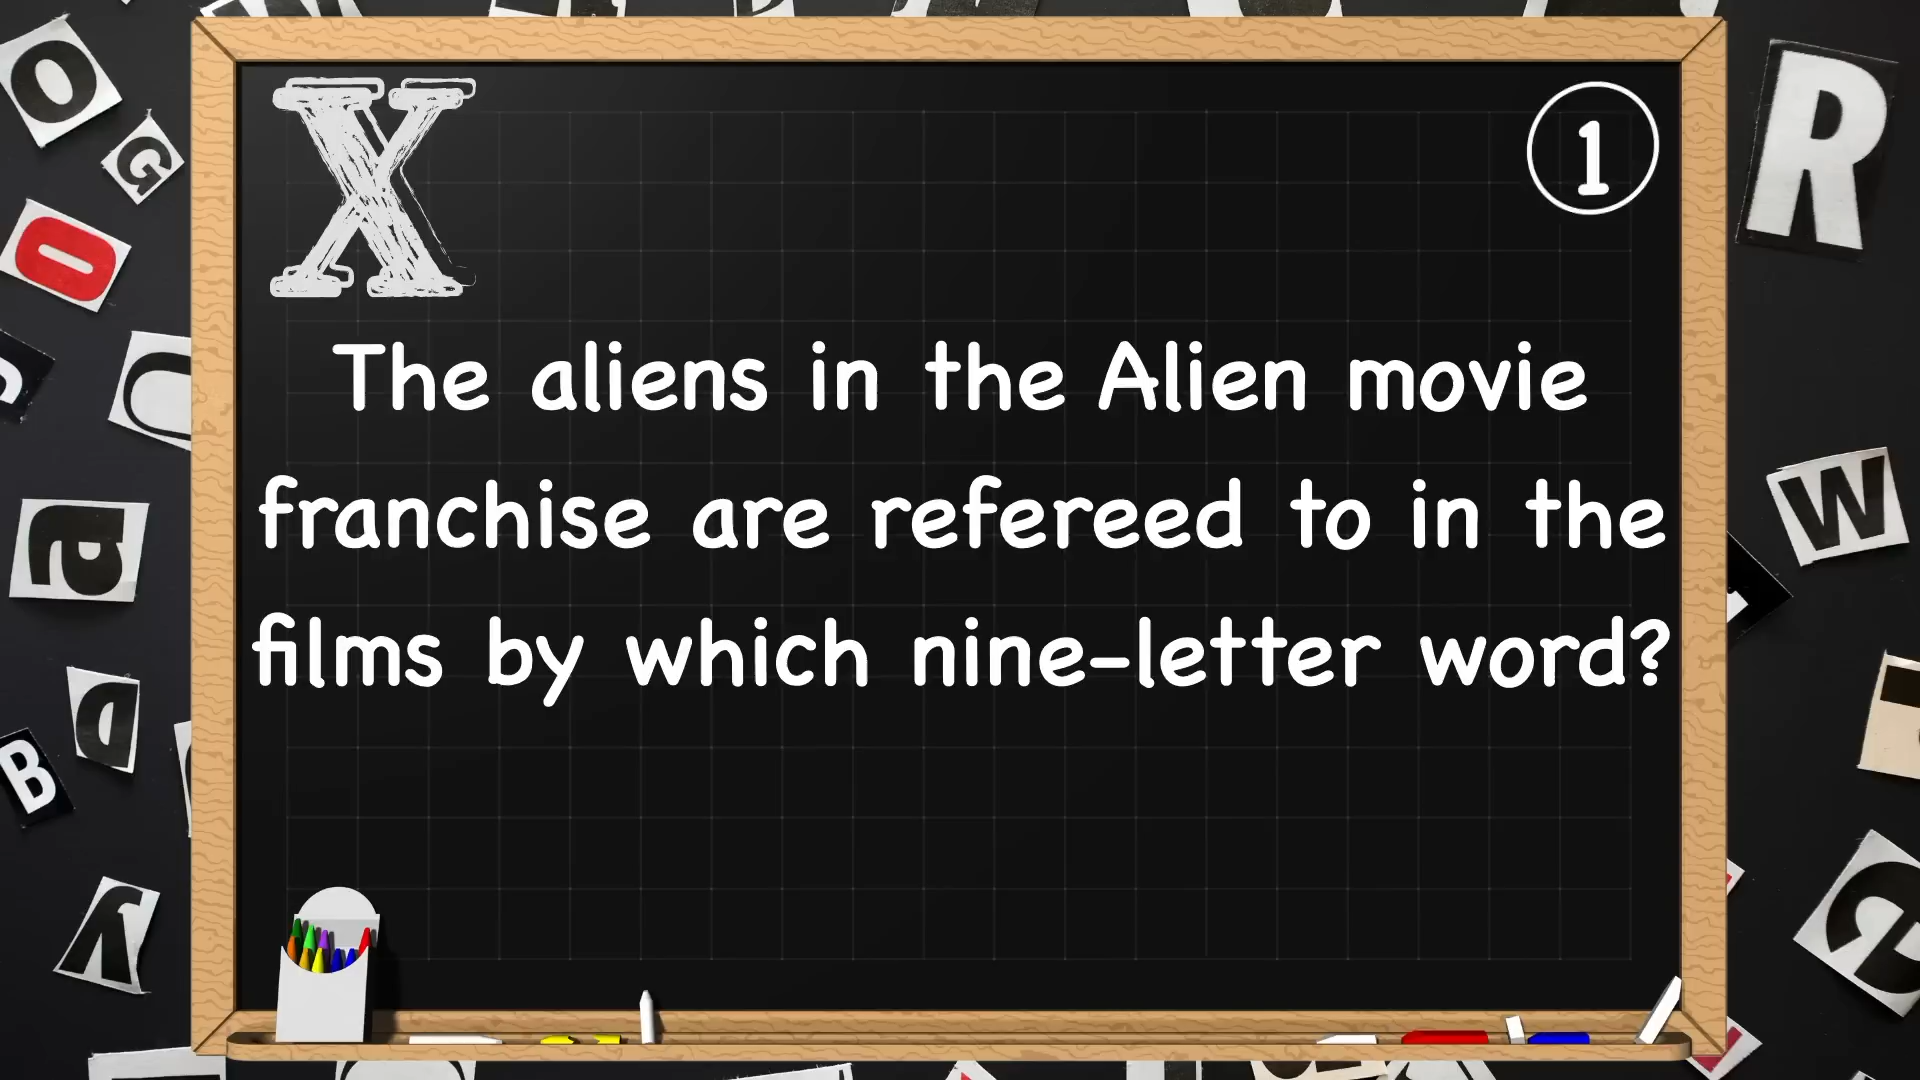 X
1
The aliens in the Alien movie
franchise are refereed to in the
films by which nine-letter word?
O
G
O
a
B
D
y
R
W
e